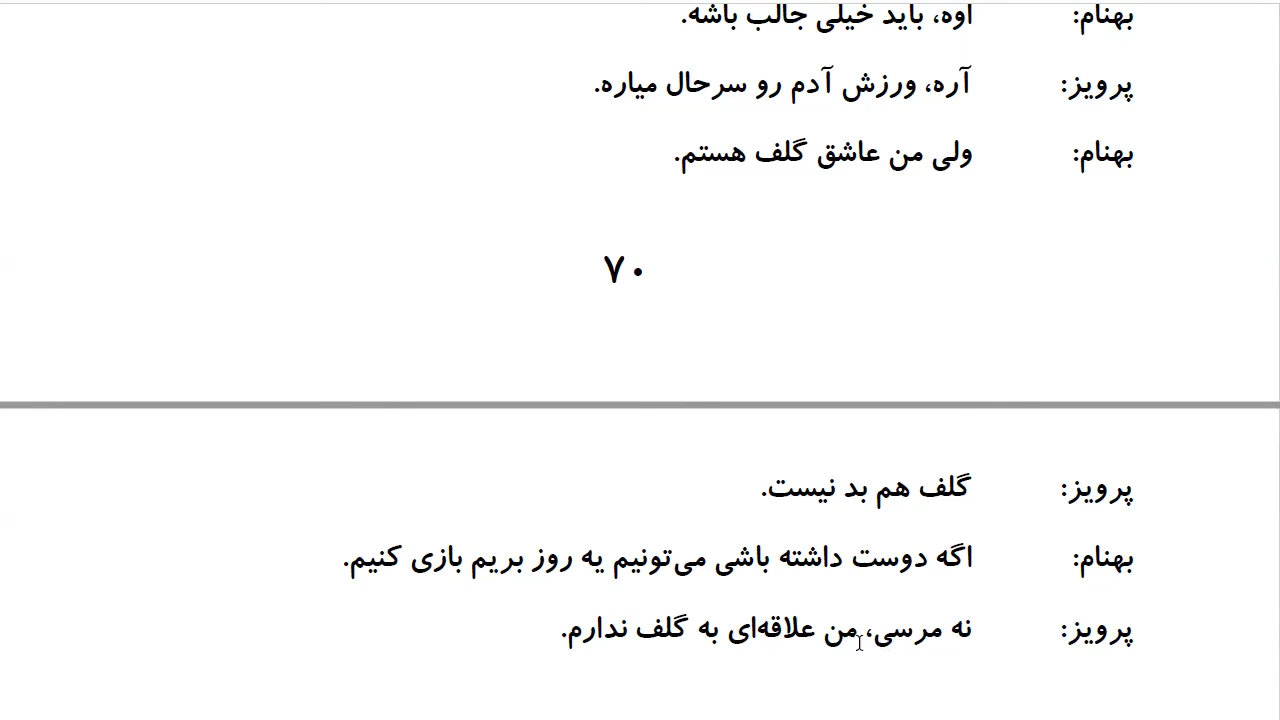 بهنام: اوه، باید خیلی جالب باشه.
پرویز: آره، ورزش آدم رو سرحال میاره.
بهنام: ولی من عاشق گلف هستم.
۷۰
پرویز: گلف هم بد نیست.
بهنام: اگه دوست داشته باشی می‌تونیم یه روز بریم بازی کنیم.
پرویز: نه مرسی، من علاقه‌ای به گلف ندارم.